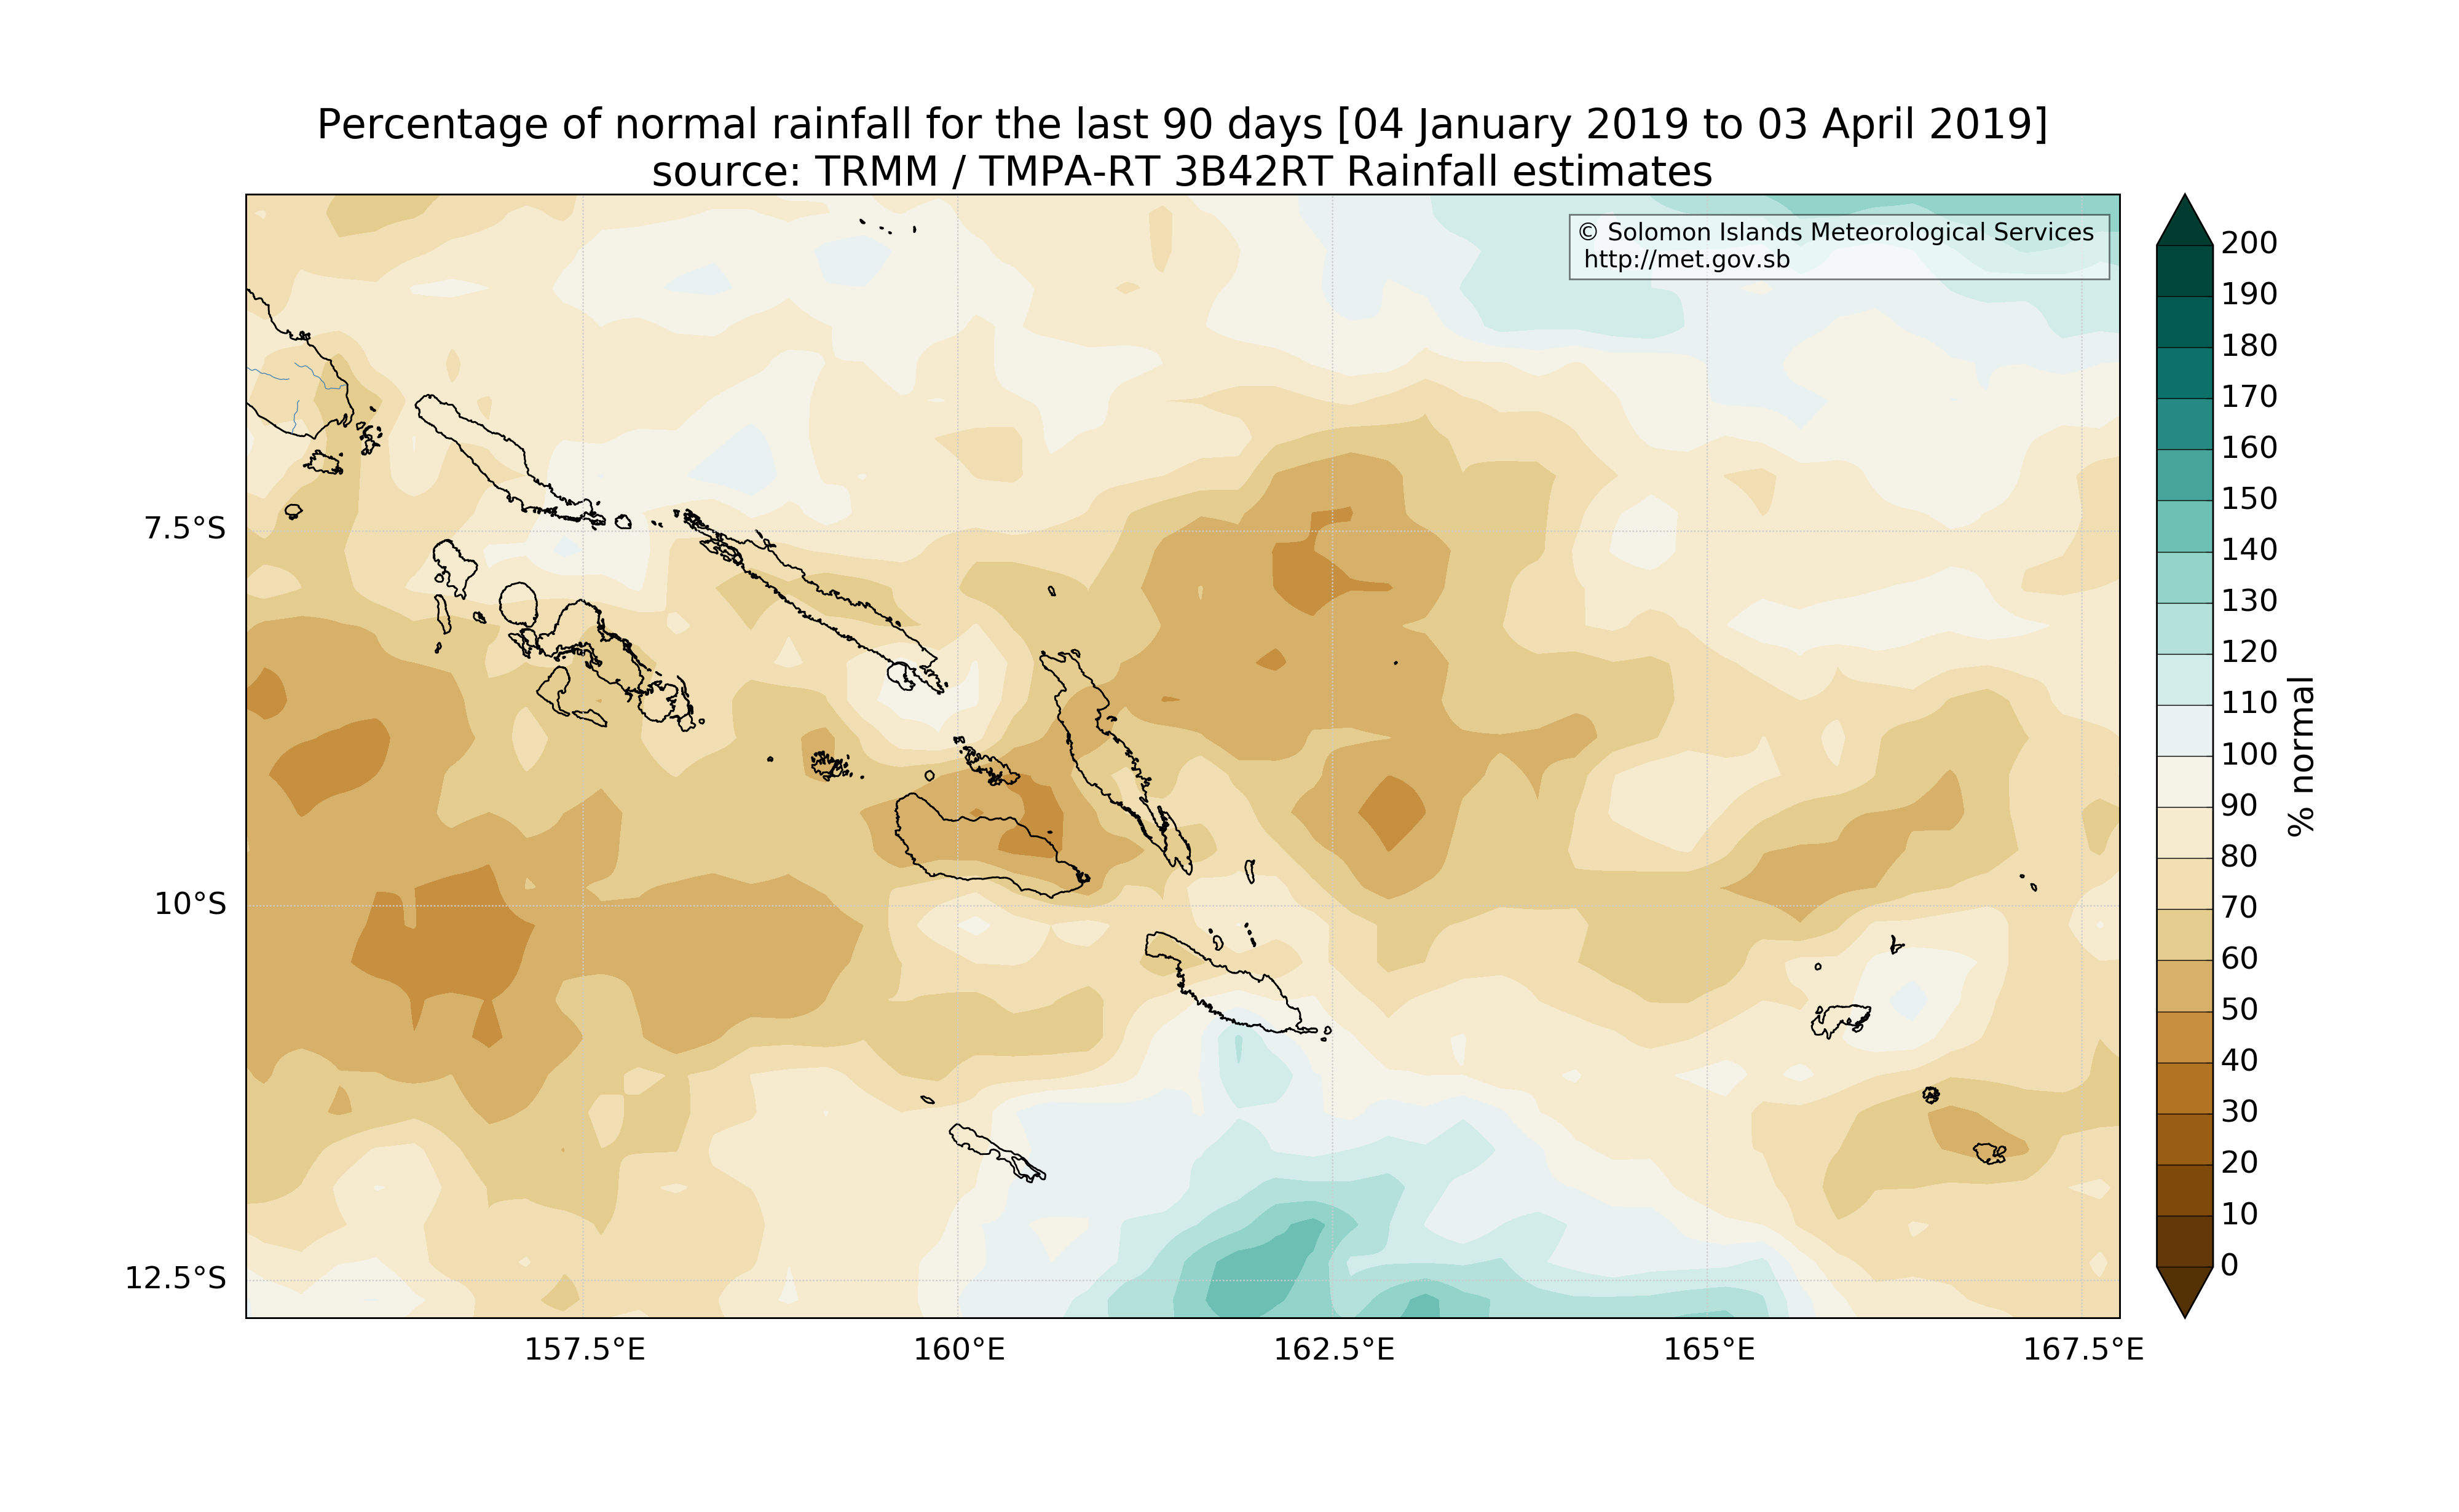 Percentage of normal rainfall for the last 90 days [04 January 2019 to 03 April 2019]
source: TRMM / TMPA-RT 3B42RT Rainfall estimates
© Solomon Islands Meteorological Services
http://met.gov.sb
7.5°S
10°S
12.5°S
157.5°E
160°E
162.5°E
165°E
167.5°E
200
190
180
170
160
150
140
130
120
110
100
90
80
70
60
50
40
30
20
10
0
% normal